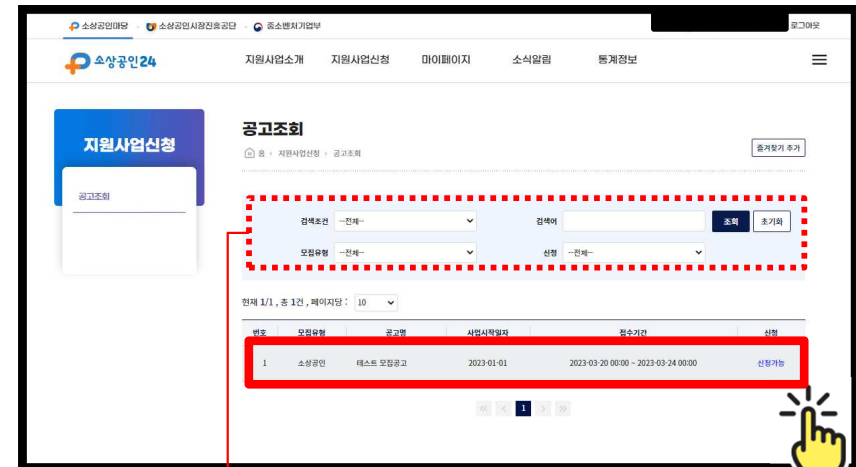 소상공인마당 소상공인시장진흥공단 중소벤처기업부 로그아웃
소상공인24 지원사업소개 지원사업신청 마이페이지 소식알림 통계정보
지원사업신청
공고조회
공고조회
홈 › 지원사업신청 › 공고조회 즐겨찾기 추가
검색조건 --전체-- 검색어 조회 초기화
모집유형 --전체-- 신청 --전체--
현재 1/1 , 총 1건 , 페이지당 : 10
번호 모집유형 공고명 사업시작일자 접수기간 신청
1 소상공인 테스트 모집공고 2023-01-01 2023-03-20 00:00 ~ 2023-03-24 00:00 신청가능
« < 1 > »